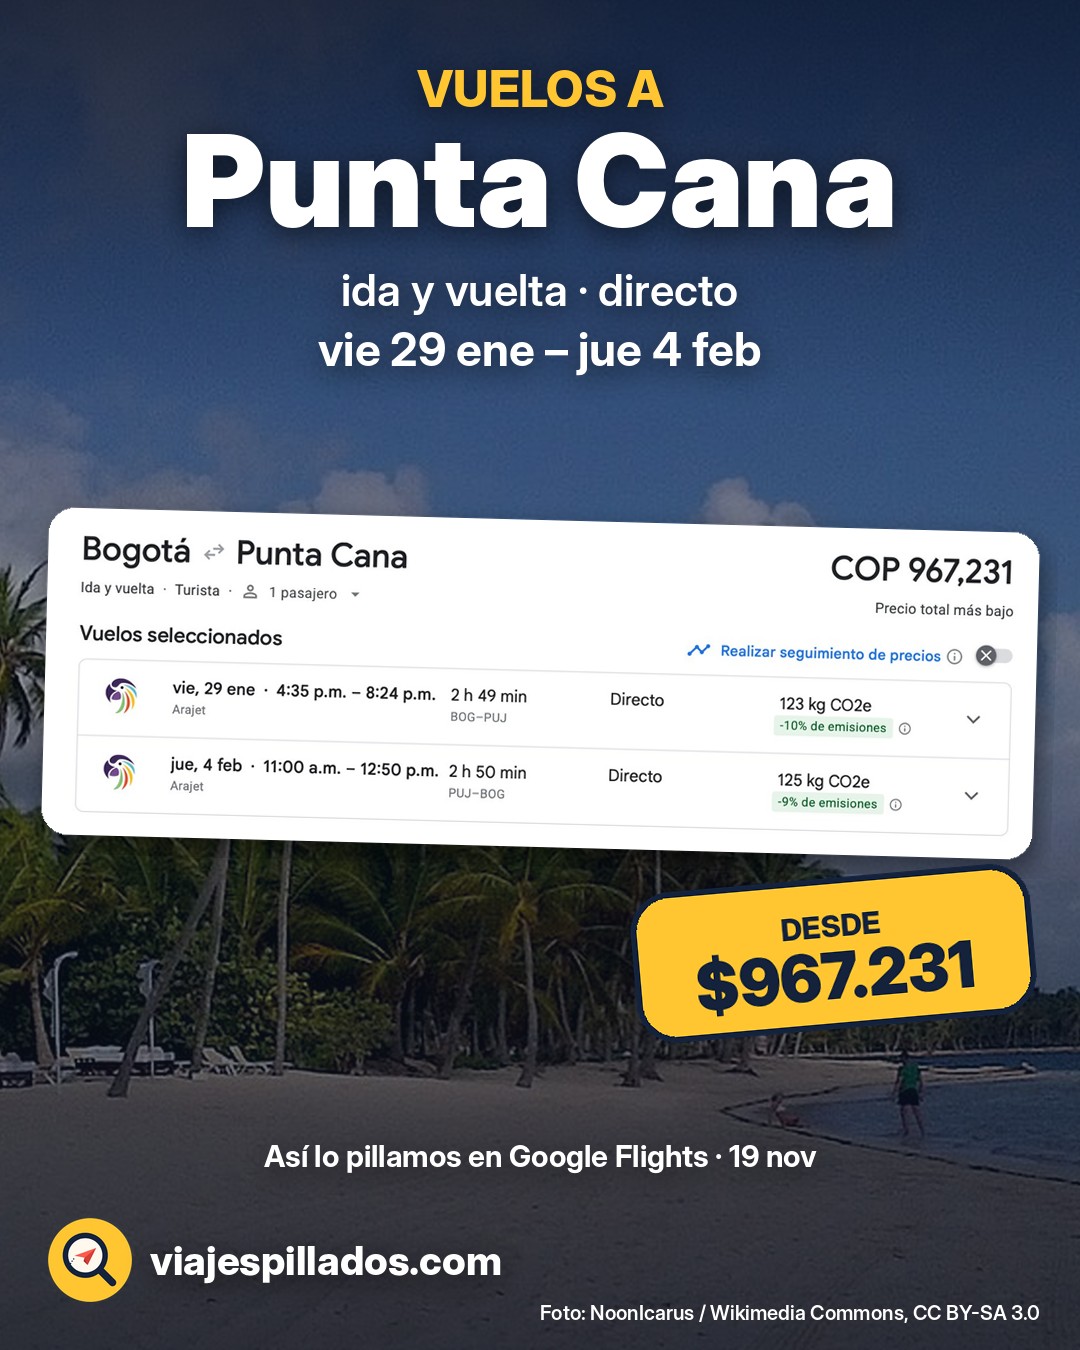 VUELOS A
Punta Cana
ida y vuelta · directo
vie 29 ene – jue 4 feb
Bogotá Punta Cana
COP 967,231
Ida y vuelta · Turista · 1 pasajero
Precio total más bajo
Vuelos seleccionados
Realizar seguimiento de precios
vie, 29 ene · 4:35 p.m. – 8:24 p.m. 2 h 49 min Directo 123 kg CO2e
Arajet BOG–PUJ -10% de emisiones
jue, 4 feb · 11:00 a.m. – 12:50 p.m. 2 h 50 min Directo 125 kg CO2e
Arajet PUJ–BOG -9% de emisiones
DESDE
$967.231
Así lo pillamos en Google Flights · 19 nov
viajespillados.com
Foto: NoonIcarus / Wikimedia Commons, CC BY-SA 3.0